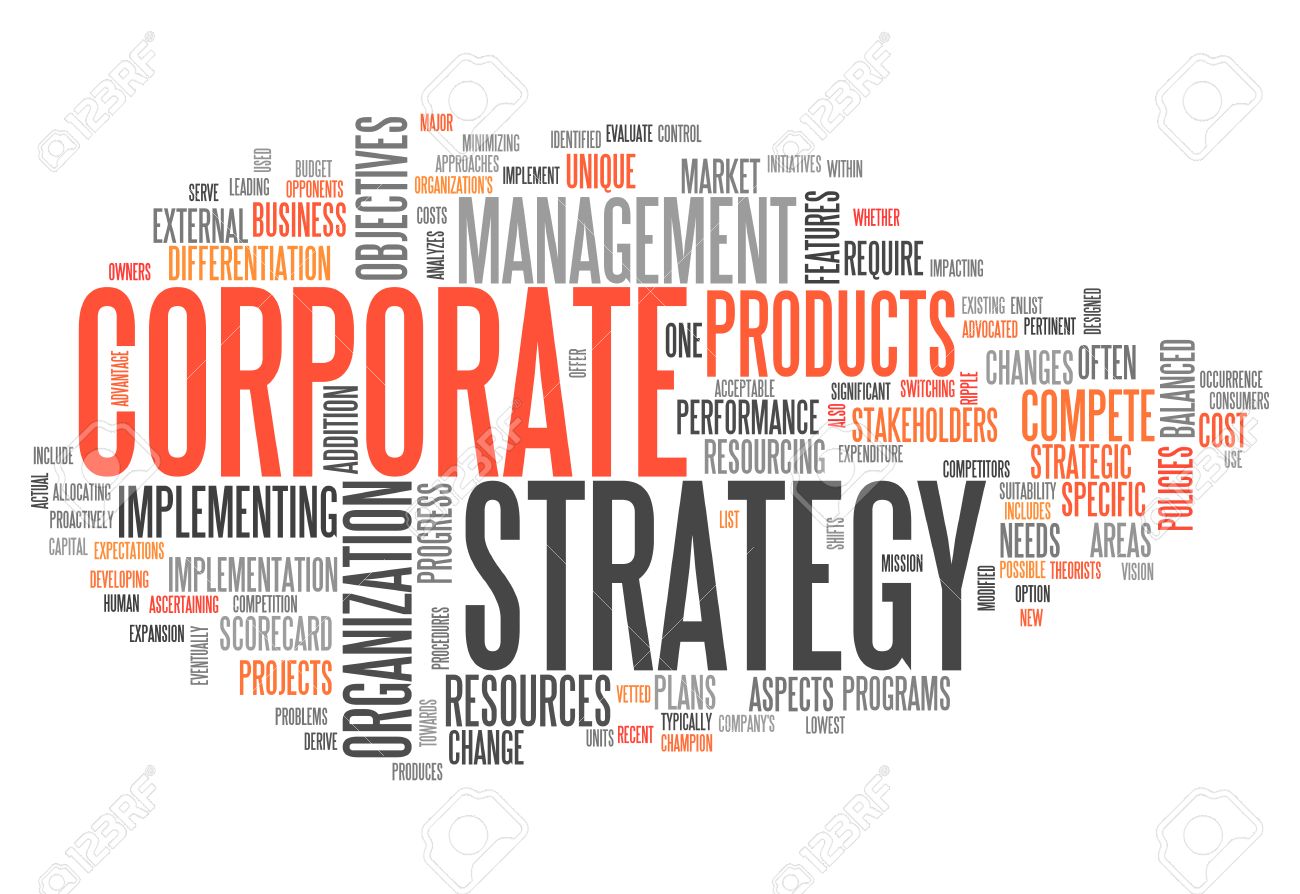 MAJOR
OBJECTIVES
MINIMIZING
IDENTIFIED
EVALUATE
CONTROL
USED
BUDGET
APPROACHES
IMPLEMENT
UNIQUE
MARKET
INITIATIVES
WITHIN
SERVE
LEADING
OPPONENTS
ORGANIZATION'S
EXTERNAL
BUSINESS
COSTS
ANALYZES
MANAGEMENT
FEATURES
WHETHER
REQUIRE
IMPACTING
OWNERS
DIFFERENTIATION
CORPORATE
ADVANTAGE
ADDITION
OFFER
ONE
PRODUCTS
EXISTING
ENLIST
DESIGNED
ADVOCATED
PERTINENT
CHANGES
OFTEN
BALANCED
OCCURRENCE
CONSUMERS
ACCEPTABLE
SIGNIFICANT
SWITCHING
RIPPLE
PERFORMANCE
ALSO
STAKEHOLDERS
COMPETE
COST
USE
RESOURCING
EXPENDITURE
COMPETITORS
STRATEGIC
POLICIES
INCLUDE
ACTUAL
ALLOCATING
PROACTIVELY
IMPLEMENTING
ORGANIZATION
PROGRESS
STRATEGY
LIST
SHIFTS
MISSION
SUITABILITY
INCLUDES
SPECIFIC
NEEDS
AREAS
CAPITAL
EXPECTATIONS
DEVELOPING
IMPLEMENTATION
MODIFIED
POSSIBLE
THEORISTS
VISION
HUMAN
ASCERTAINING
COMPETITION
OPTION
NEW
EXPANSION
EVENTUALLY
SCORECARD
PROCEDURES
PROJECTS
RESOURCES
VETTED
PLANS
ASPECTS
PROGRAMS
PROBLEMS
DERIVE
TOWARDS
CHANGE
UNITS
RECENT
TYPICALLY
CHAMPION
COMPANY'S
LOWEST
PRODUCES
123RF